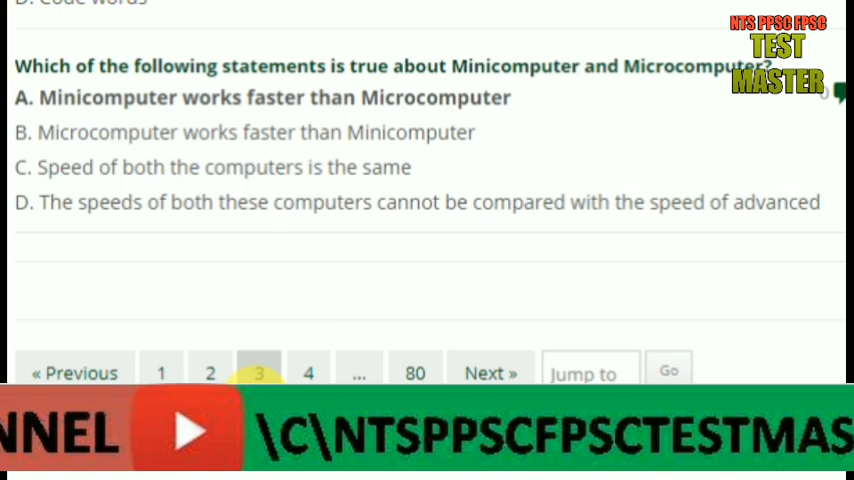 D. Code words
NTS PPSC FPSC
TEST
MASTER
Which of the following statements is true about Minicomputer and Microcomputer?
0
A. Minicomputer works faster than Microcomputer
B. Microcomputer works faster than Minicomputer
C. Speed of both the computers is the same
D. The speeds of both these computers cannot be compared with the speed of advanced
« Previous 1 2 3 4 ... 80 Next » Jump to Go
NNEL \C\NTSPPSCFPSCTESTMAS